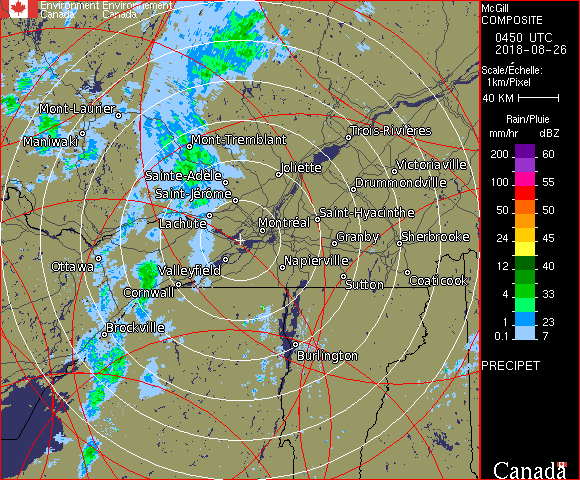 Environment Environnement
Canada Canada
McGill
COMPOSITE
0450 UTC
2018-08-26
Scale/Échelle:
1km/Pixel
40 KM
Rain/Pluie
mm/hr dBZ
200 60
100 55
50 50
24 45
12 40
4 33
1 23
0.1 7
PRECIPET
Canada
Mont-Laurier
Maniwaki
Mont-Tremblant
Trois-Rivières
Joliette
Victoriaville
Sainte-Adèle
Drummondville
Saint-Jérôme
Lachute
Saint-Hyacinthe
Montréal
Granby
Sherbrooke
Ottawa
Valleyfield
Napierville
Sutton
Coaticook
Cornwall
Brockville
Burlington